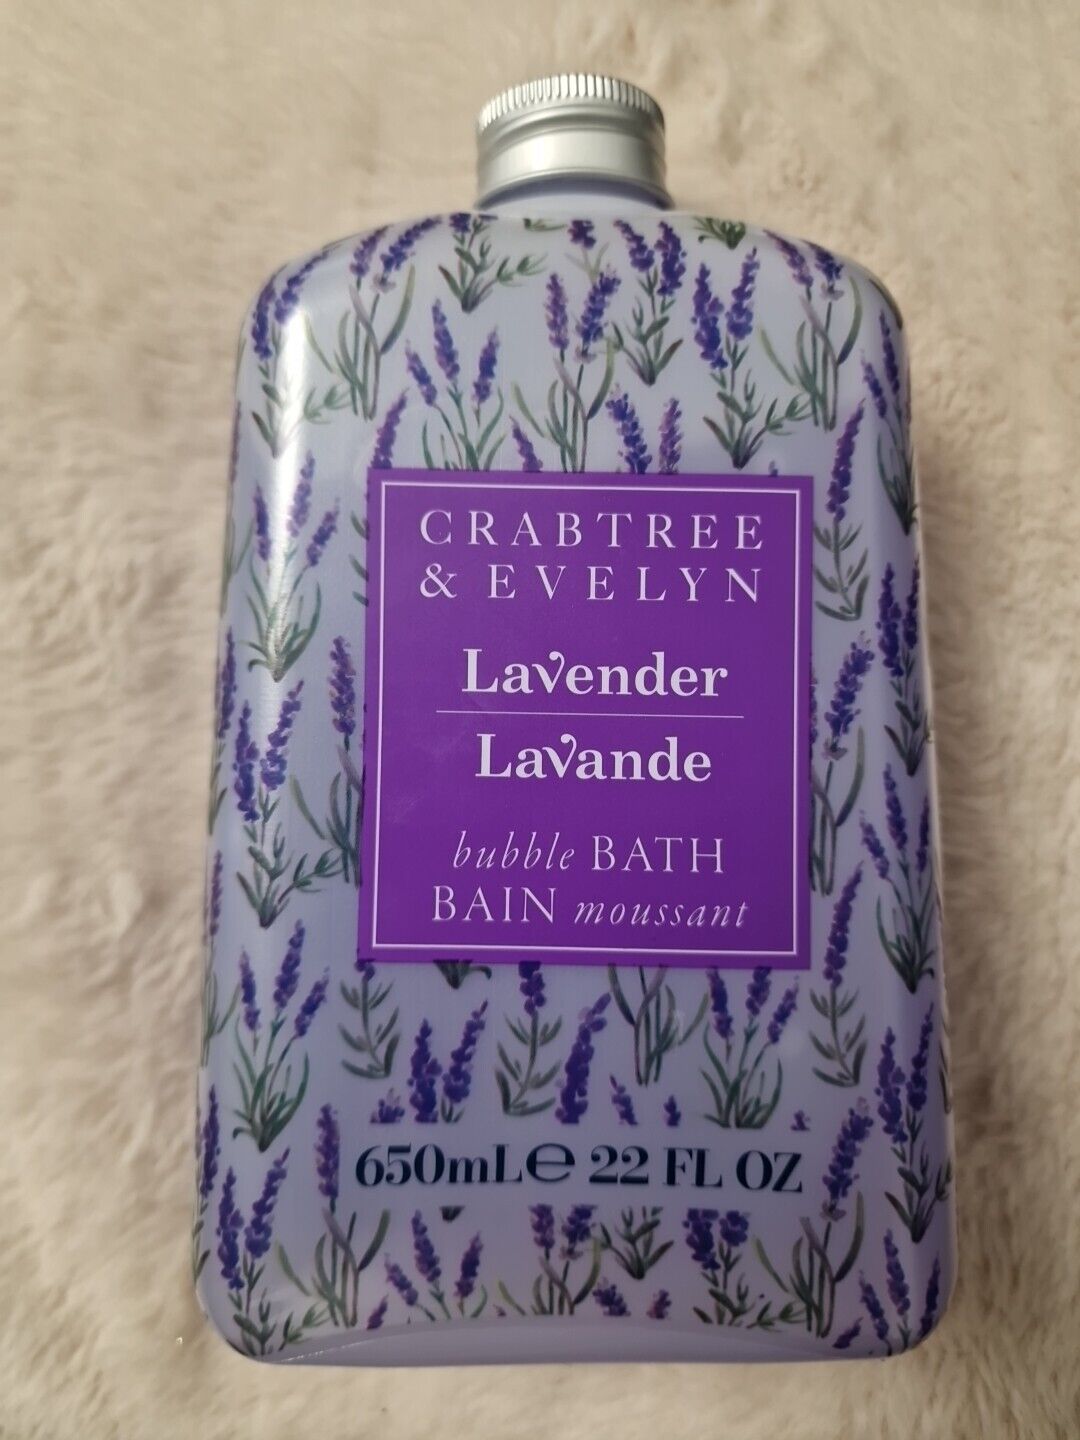 CRABTREE
& EVELYN
Lavender
Lavande
bubble BATH
BAIN moussant
650mL℮ 22 FL OZ